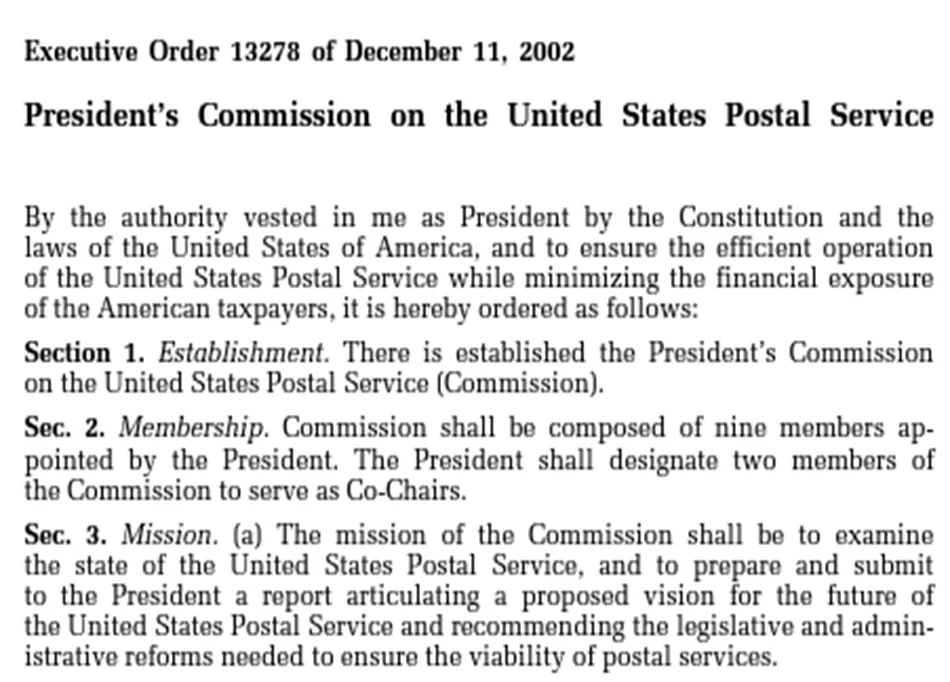 Executive Order 13278 of December 11, 2002
President's Commission on the United States Postal Service
By the authority vested in me as President by the Constitution and the
laws of the United States of America, and to ensure the efficient operation
of the United States Postal Service while minimizing the financial exposure
of the American taxpayers, it is hereby ordered as follows:
Section 1. Establishment. There is established the President's Commission
on the United States Postal Service (Commission).
Sec. 2. Membership. Commission shall be composed of nine members ap-
pointed by the President. The President shall designate two members of
the Commission to serve as Co-Chairs.
Sec. 3. Mission. (a) The mission of the Commission shall be to examine
the state of the United States Postal Service, and to prepare and submit
to the President a report articulating a proposed vision for the future of
the United States Postal Service and recommending the legislative and admin-
istrative reforms needed to ensure the viability of postal services.